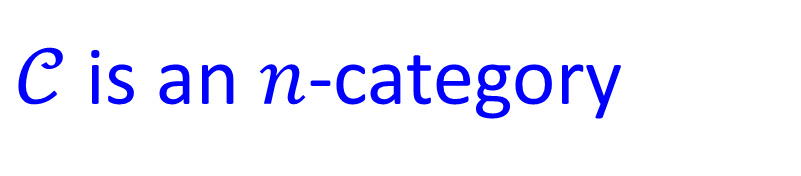 𝒞 is an 𝑛-category